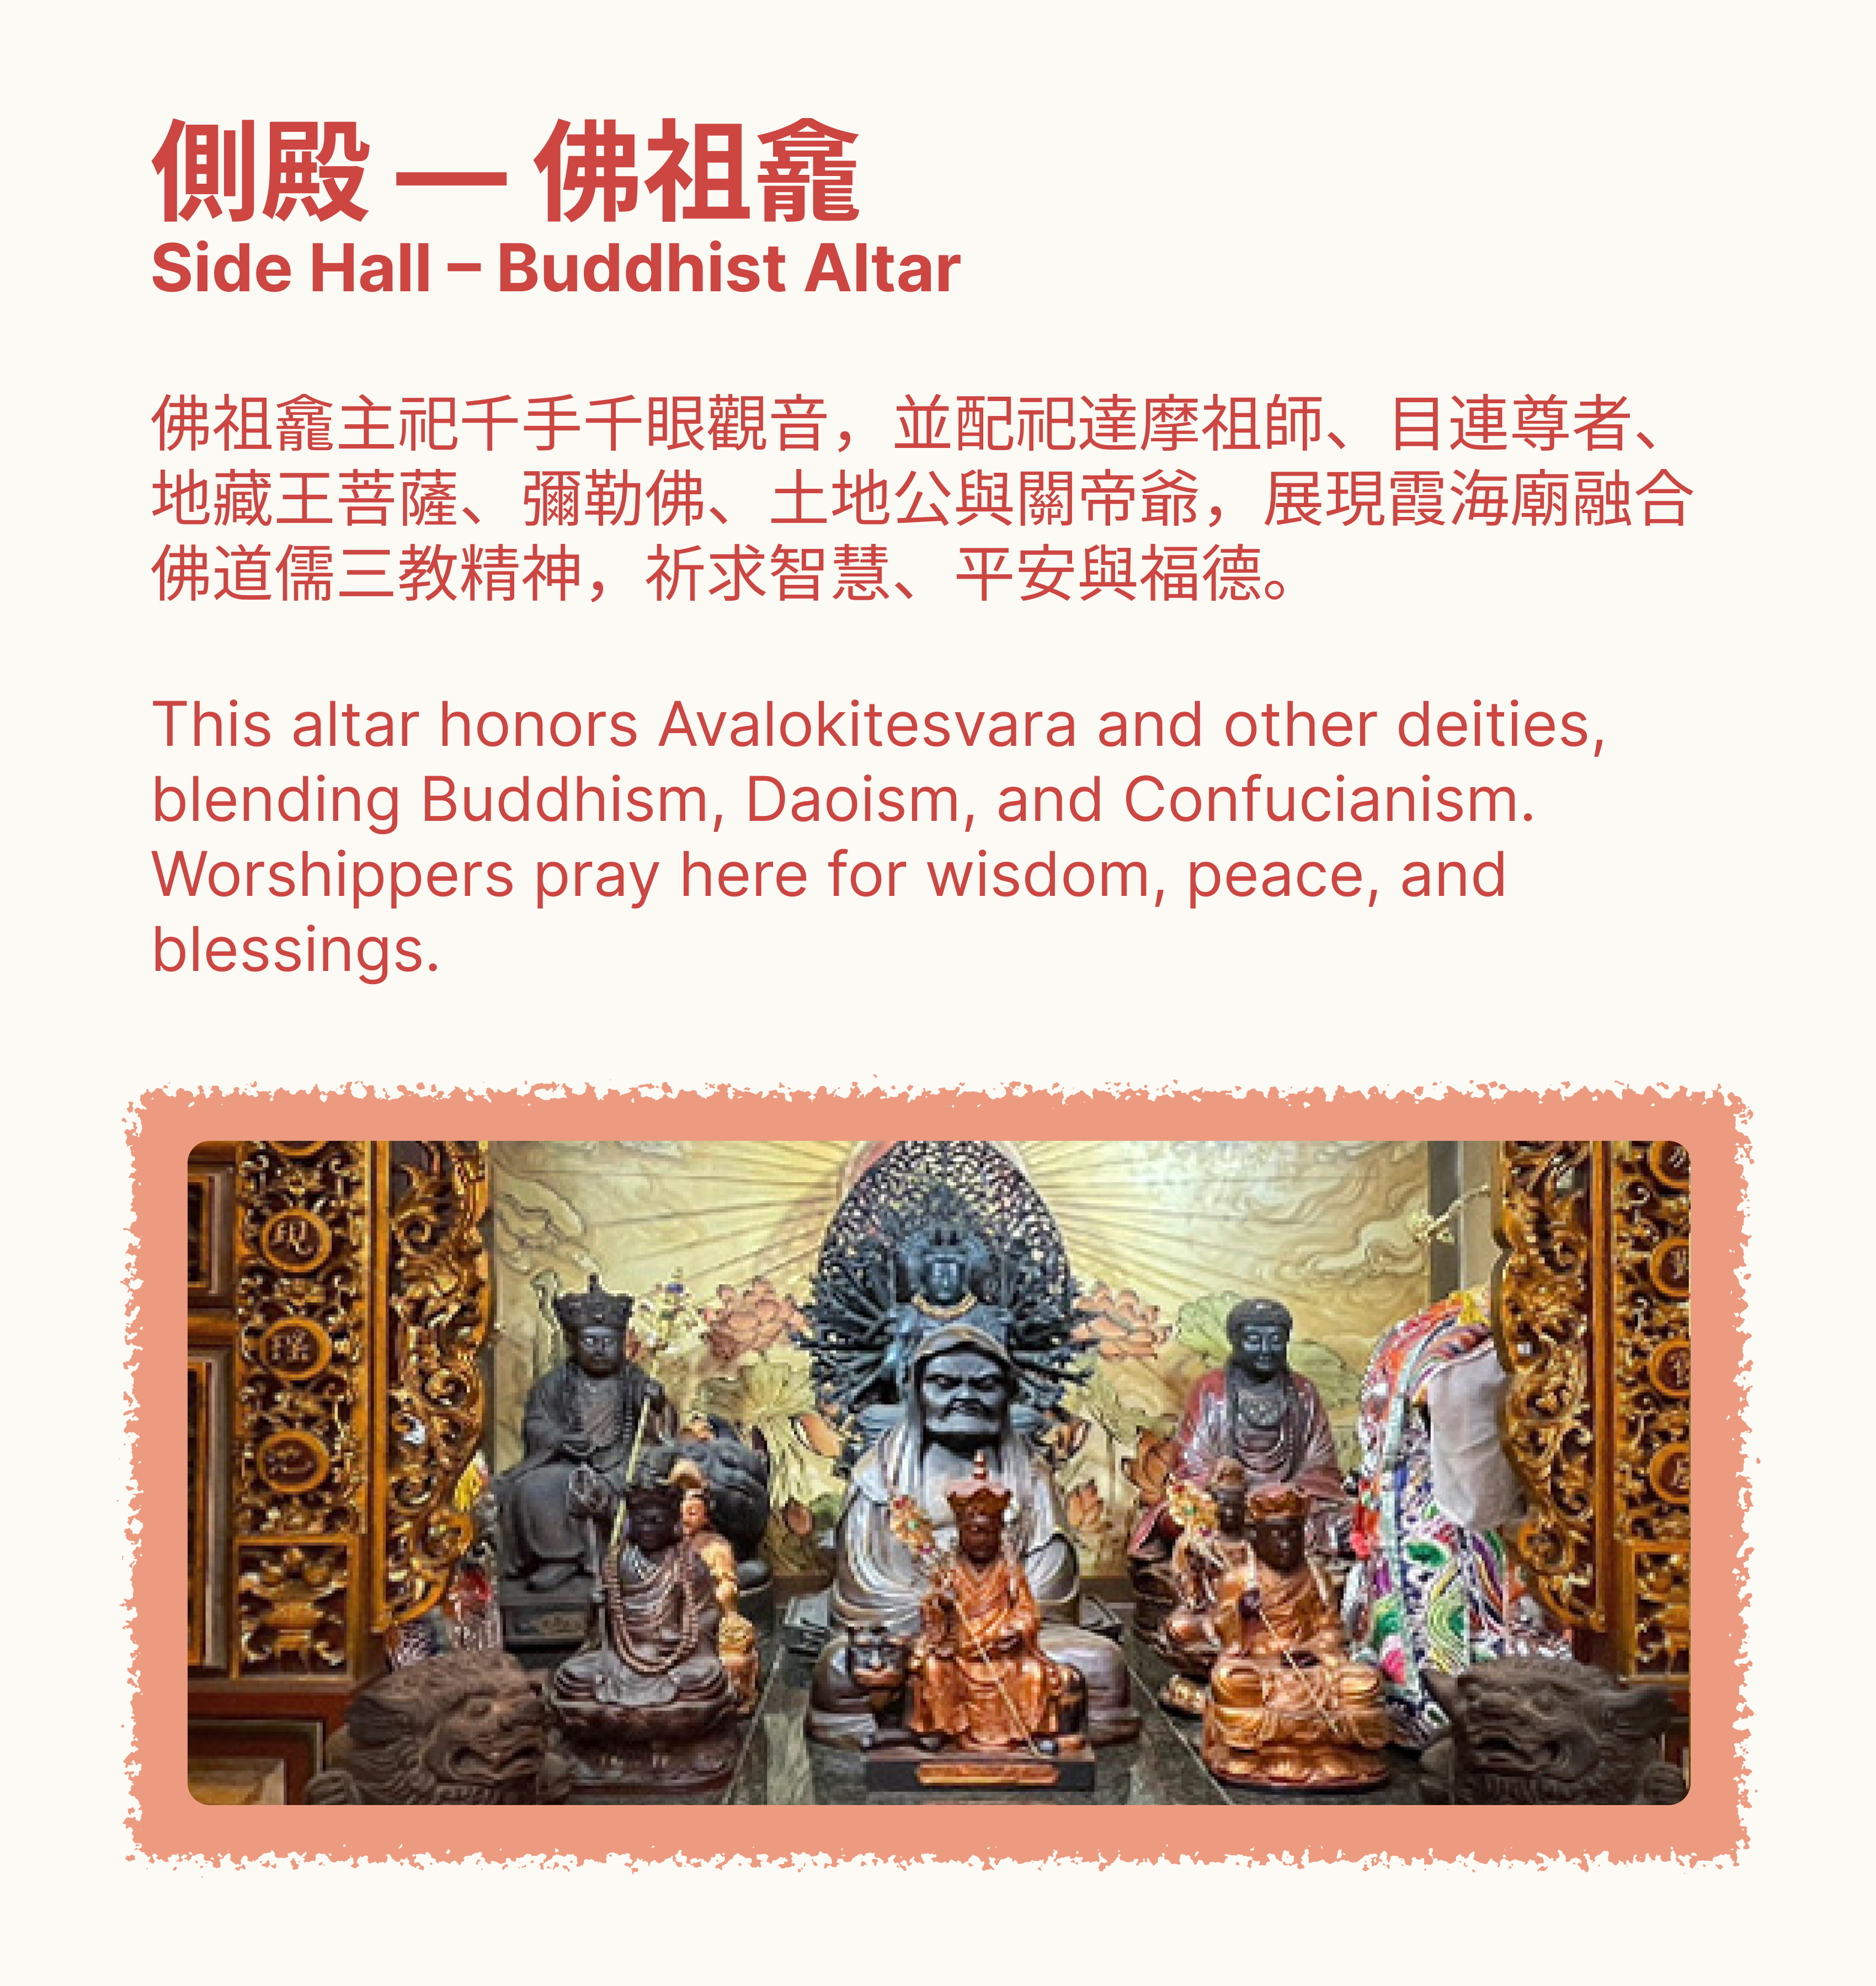 側殿 — 佛祖龕
Side Hall – Buddhist Altar
佛祖龕主祀千手千眼觀音，並配祀達摩祖師、目連尊者、
地藏王菩薩、彌勒佛、土地公與關帝爺，展現霞海廟融合
佛道儒三教精神，祈求智慧、平安與福德。
This altar honors Avalokitesvara and other deities,
blending Buddhism, Daoism, and Confucianism.
Worshippers pray here for wisdom, peace, and
blessings.
現